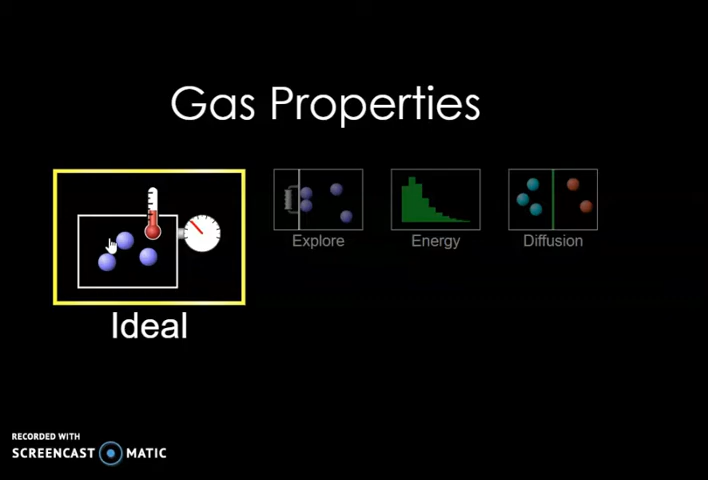 Gas Properties
Explore
Energy
Diffusion
Ideal
RECORDED WITH
SCREENCAST MATIC